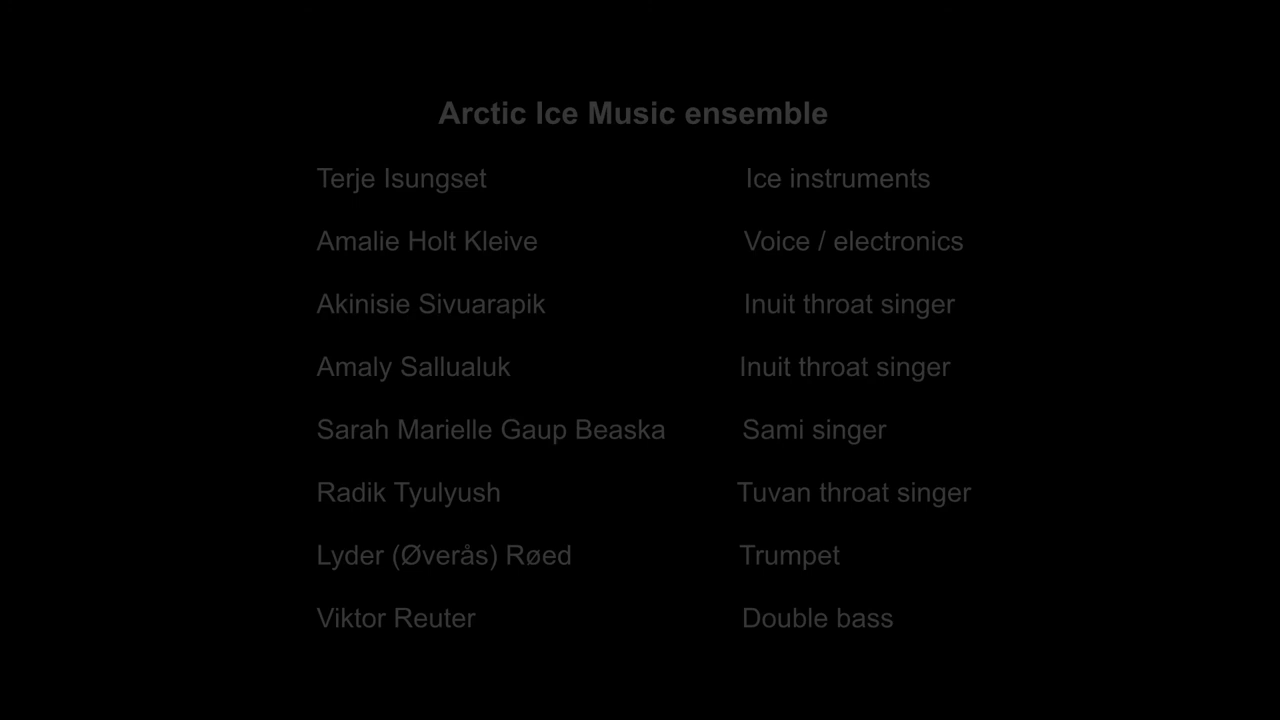 Arctic Ice Music ensemble
Terje Isungset Ice instruments
Amalie Holt Kleive Voice / electronics
Akinisie Sivuarapik Inuit throat singer
Amaly Sallualuk Inuit throat singer
Sarah Marielle Gaup Beaska Sami singer
Radik Tyulyush Tuvan throat singer
Lyder (Øverås) Røed Trumpet
Viktor Reuter Double bass